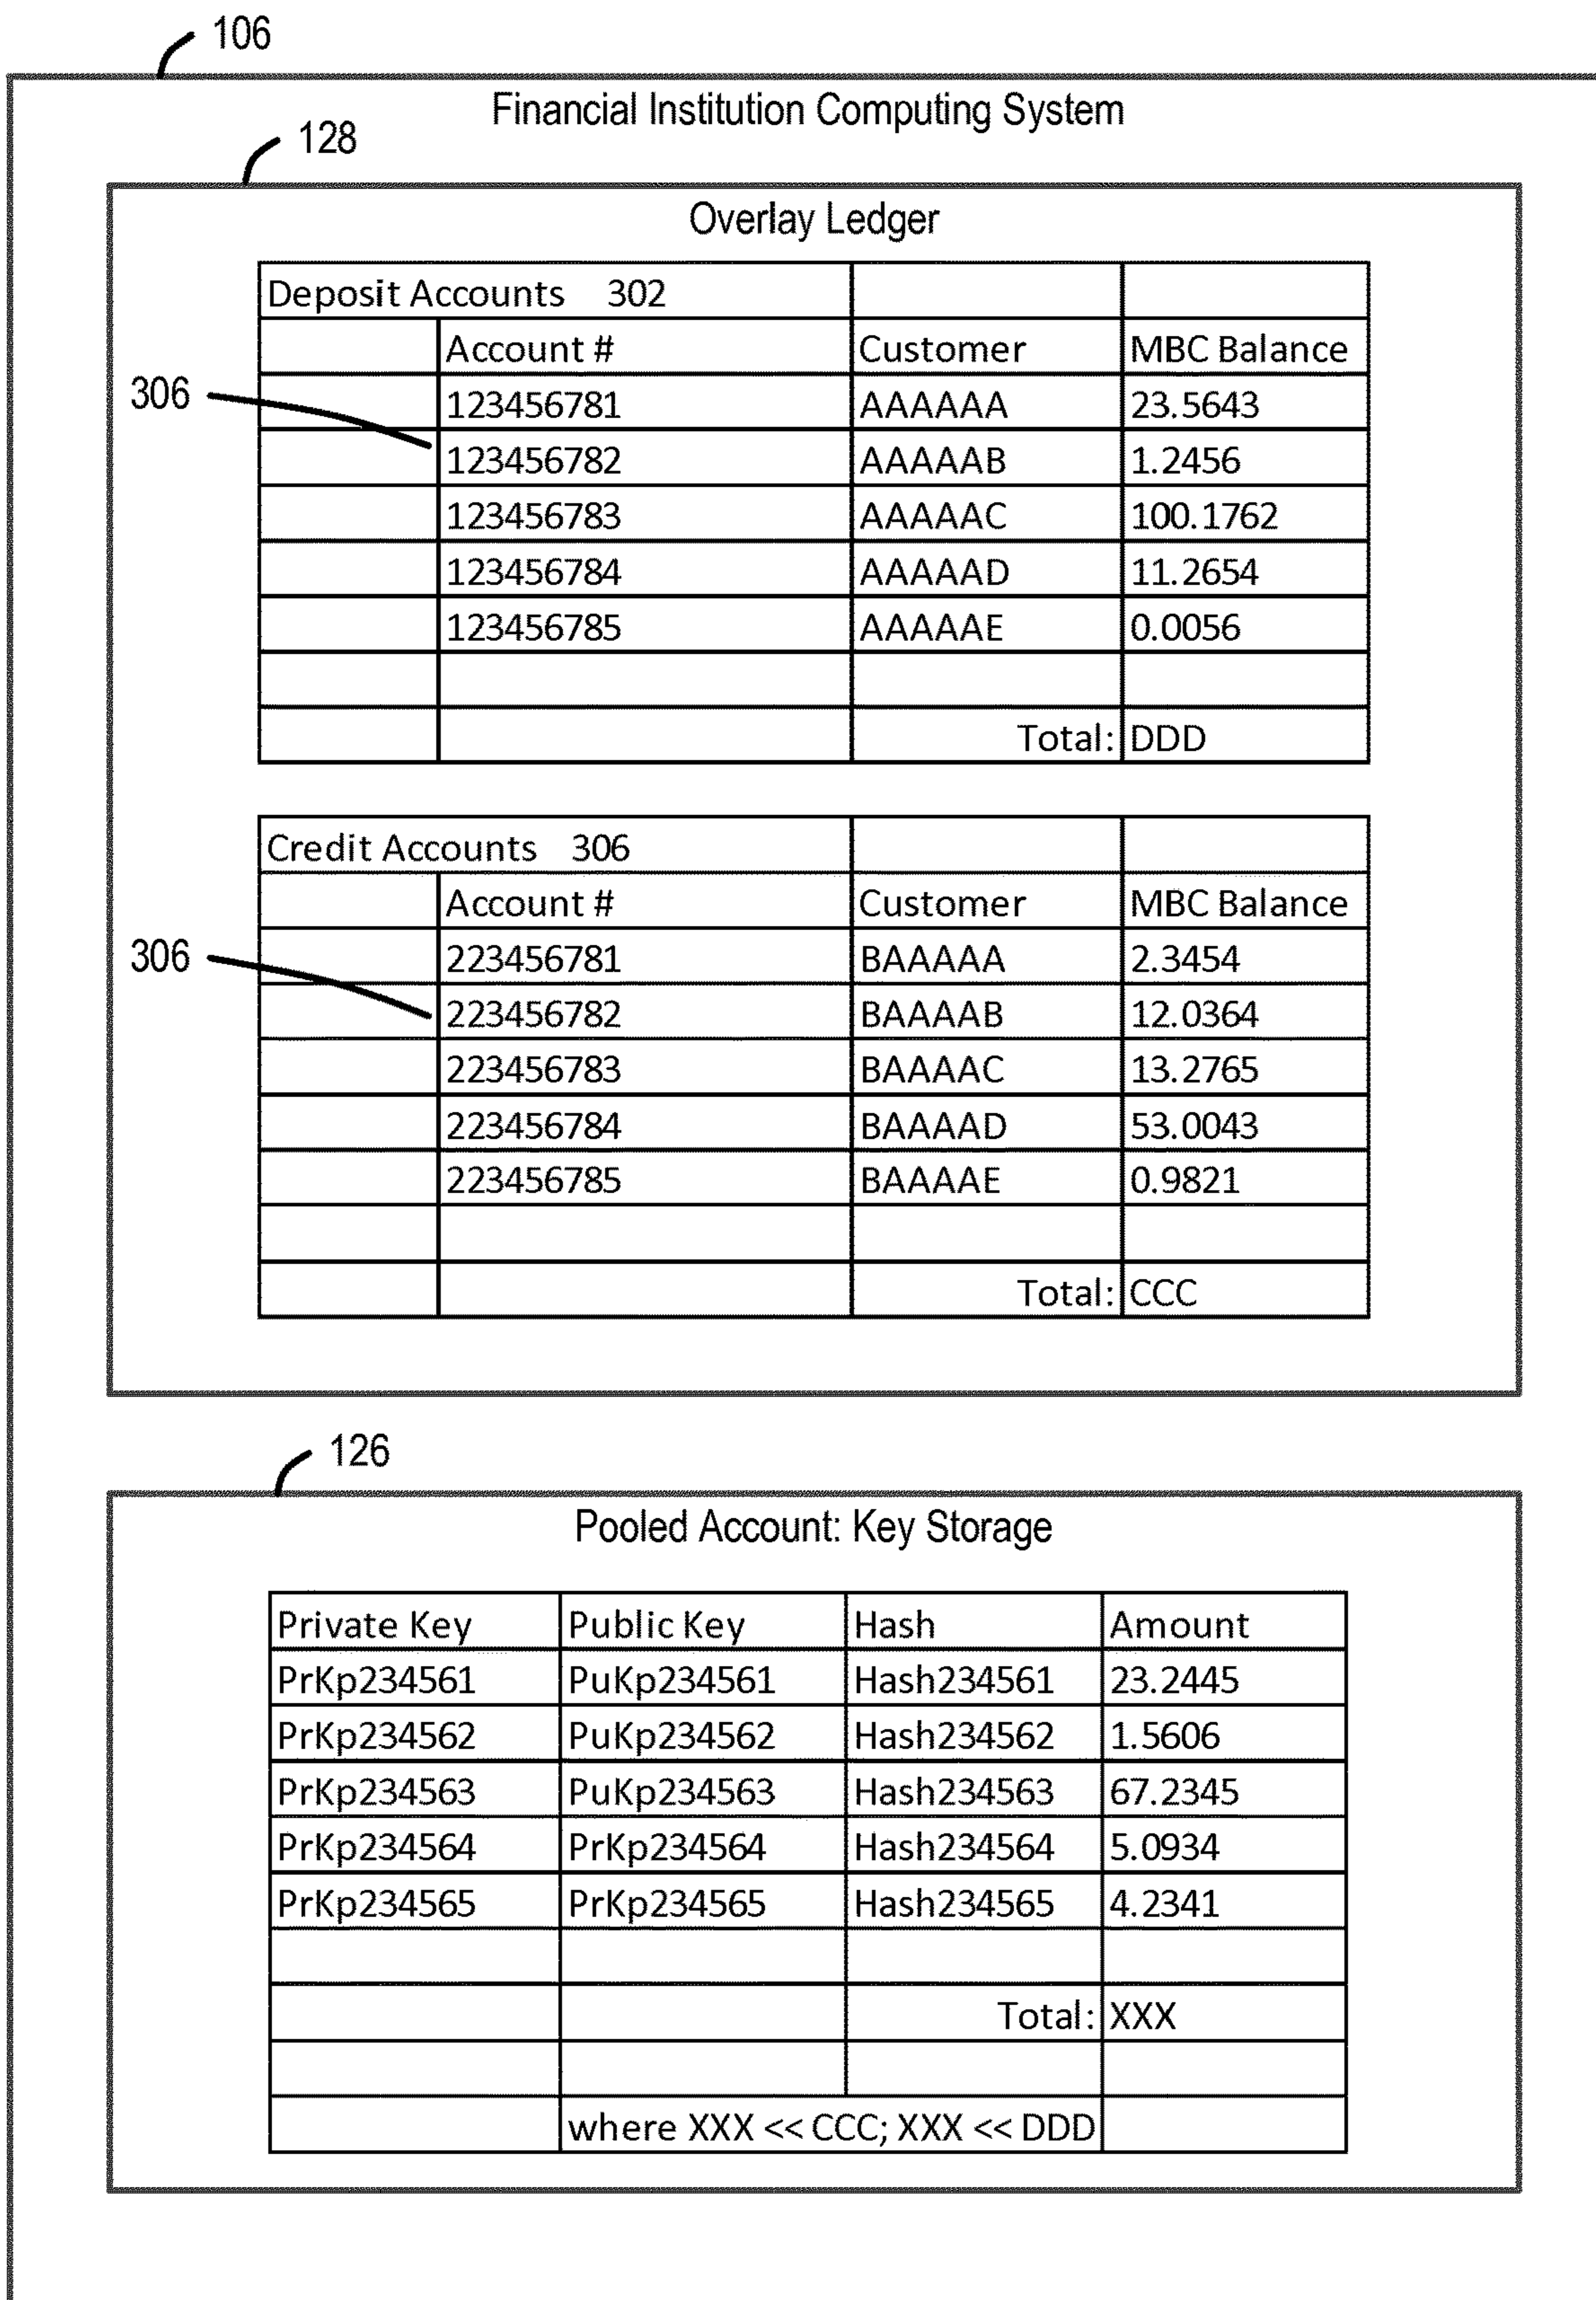 106
Financial Institution Computing System
128
Overlay Ledger
Deposit Accounts 302
Account # Customer MBC Balance
306
123456781 AAAAAA 23.5643
123456782 AAAAAB 1.2456
123456783 AAAAAC 100.1762
123456784 AAAAAD 11.2654
123456785 AAAAAE 0.0056
Total: DDD
Credit Accounts 306
Account # Customer MBC Balance
306
223456781 BAAAAA 2.3454
223456782 BAAAAB 12.0364
223456783 BAAAAC 13.2765
223456784 BAAAAD 53.0043
223456785 BAAAAE 0.9821
Total: CCC
126
Pooled Account: Key Storage
Private Key Public Key Hash Amount
PrKp234561 PuKp234561 Hash234561 23.2445
PrKp234562 PuKp234562 Hash234562 1.5606
PrKp234563 PuKp234563 Hash234563 67.2345
PrKp234564 PrKp234564 Hash234564 5.0934
PrKp234565 PrKp234565 Hash234565 4.2341
Total: XXX
where XXX << CCC; XXX << DDD